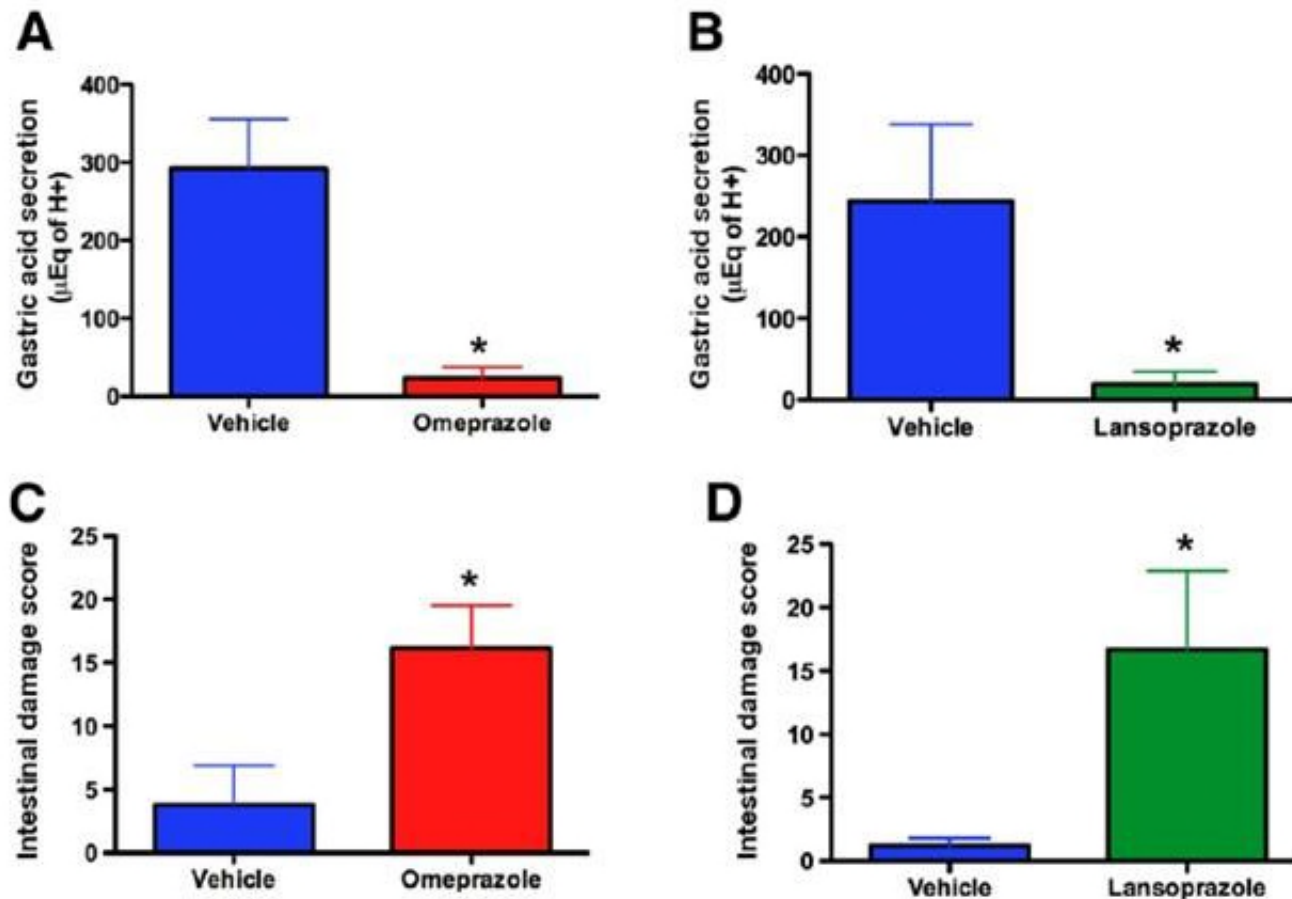 A
Gastric acid secretion
(µEq of H+)
400
300
200
100
0
*
Vehicle
Omeprazole
B
Gastric acid secretion
(µEq of H+)
400
300
200
100
0
*
Vehicle
Lansoprazole
C
Intestinal damage score
25
20
15
10
5
0
*
Vehicle
Omeprazole
D
Intestinal damage score
25
20
15
10
5
0
*
Vehicle
Lansoprazole